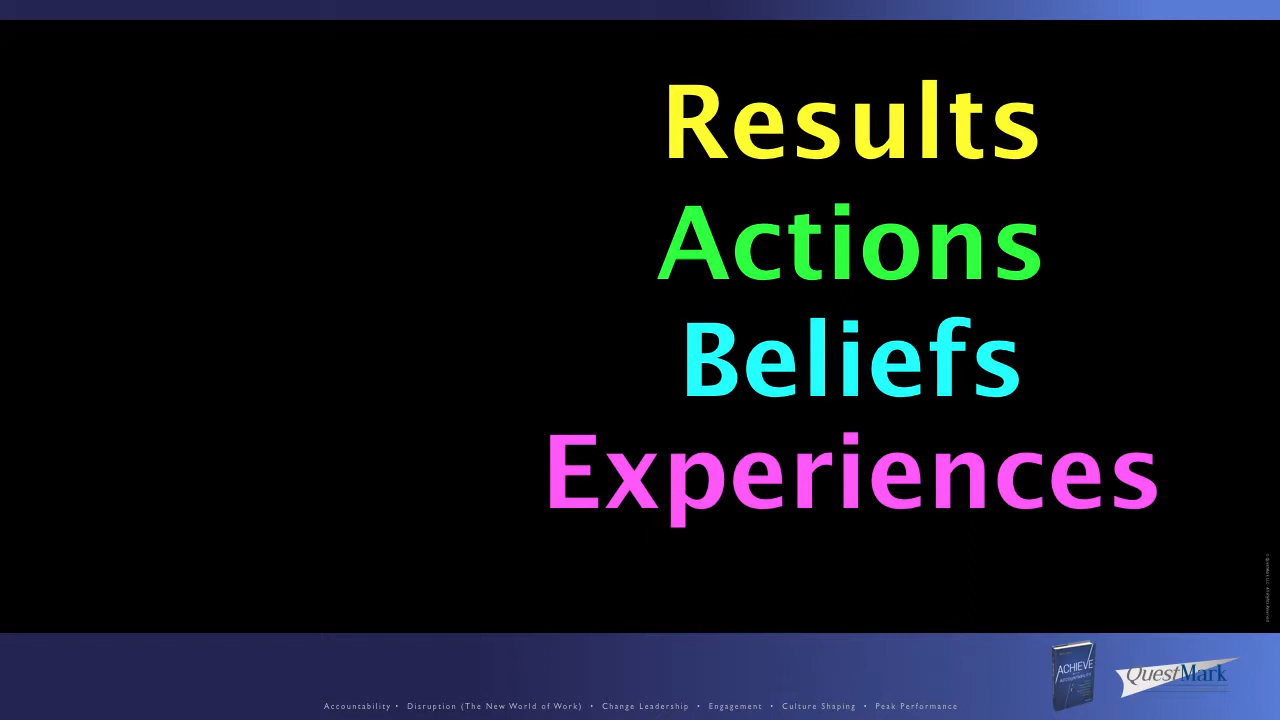 Results
Actions
Beliefs
Experiences
ACHIEVE
QuestMark
Accountability • Disruption (The New World of Work) • Change Leadership • Engagement • Culture Shaping • Peak Performance